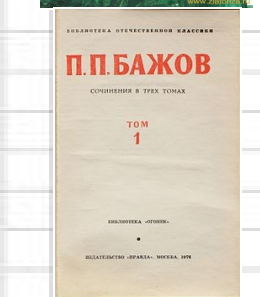 БИБЛИОТЕКА ОТЕЧЕСТВЕННОЙ КЛАССИКИ
П.П.БАЖОВ
СОЧИНЕНИЯ В ТРЕХ ТОМАХ
ТОМ
1
БИБЛИОТЕКА «ОГОНЕК»
ИЗДАТЕЛЬСТВО «ПРАВДА». МОСКВА. 1976